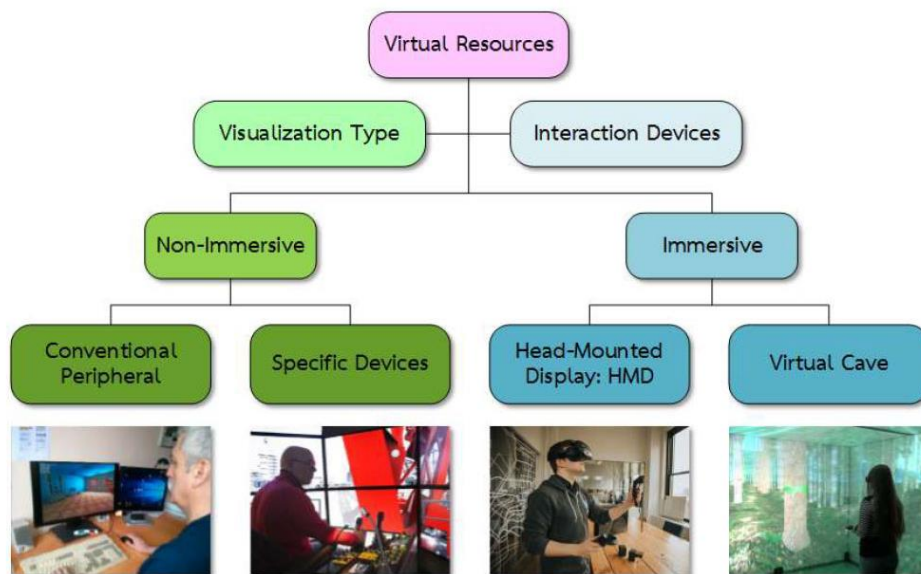 Virtual Resources
Visualization Type
Interaction Devices
Non-Immersive
Immersive
Conventional
Peripheral
Specific Devices
Head-Mounted
Display: HMD
Virtual Cave